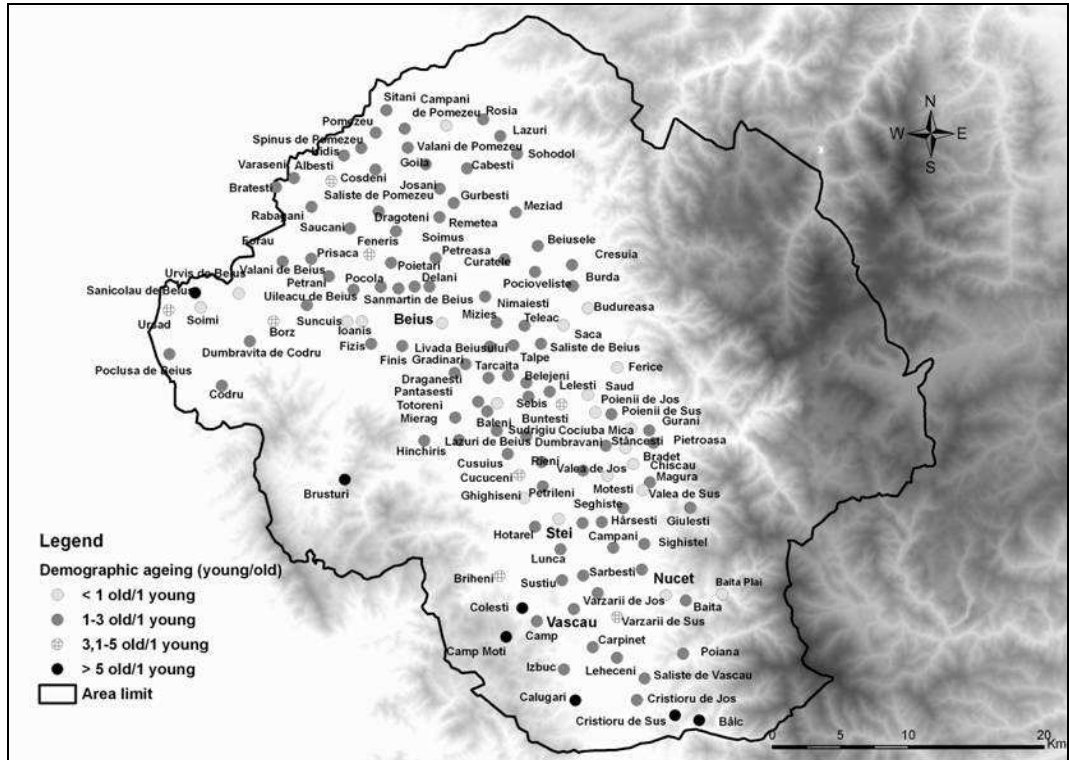 Sitani
Campani
de Pomezeu
Rosia
Pomezeu
Lazuri
Spinus de Pomezeu
Valani de Pomezeu
Vidis
Sohodol
Varaseni
Albesti
Goila
Cabesti
Cosdeni
Bratesti
Josani
Saliste de Pomezeu
Gurbesti
Meziad
Rabagani
Dragoteni
Remetea
Saucani
Feneris
Soimus
Beiusele
Forau
Prisaca
Petreasa
Cresuia
Poietari
Curatele
Urvis de Beius
Valani de Beius
Petrani
Pocola
Delani
Pocioveliste
Burda
Sanicolau de Beius
Uileacu de Beius
Sanmartin de Beius
Nimaiesti
Budureasa
Ursad
Soimi
Borz
Suncuis
Beius
Mizies
Teleac
Ioanis
Saca
Fizis
Dumbravita de Codru
Finis
Livada Beiusului
Saliste de Beius
Gradinari
Talpe
Poclusa de Beius
Tarcaita
Ferice
Draganesti
Belejeni
Codru
Pantasesti
Lelesti
Saud
Totoreni
Sebis
Poienii de Jos
Mierag
Buntesti
Poienii de Sus
Baleni
Gurani
Sudrigiu
Cociuba Mica
Hinchiris
Lazuri de Beius
Dumbravani
Stâncesti
Pietroasa
Bradet
Cusuius
Rieni
Valea de Jos
Chiscau
Cucuceni
Magura
Brusturi
Ghighiseni
Petrileni
Motesti
Valea de Sus
Seghiste
Hârsesti
Giulesti
Hotarel
Stei
Campani
Sighistel
Lunca
Briheni
Sustiu
Sarbesti
Nucet
Baita Plai
Colesti
Varzarii de Jos
Baita
Vascau
Varzarii de Sus
Camp
Camp Moti
Carpinet
Poiana
Izbuc
Leheceni
Saliste de Vascau
Calugari
Cristioru de Jos
Cristioru de Sus
Bâlc
N
W E
S
Legend
Demographic ageing (young/old)
< 1 old/1 young
1-3 old/1 young
3,1-5 old/1 young
> 5 old/1 young
Area limit
0 5 10 20
Km